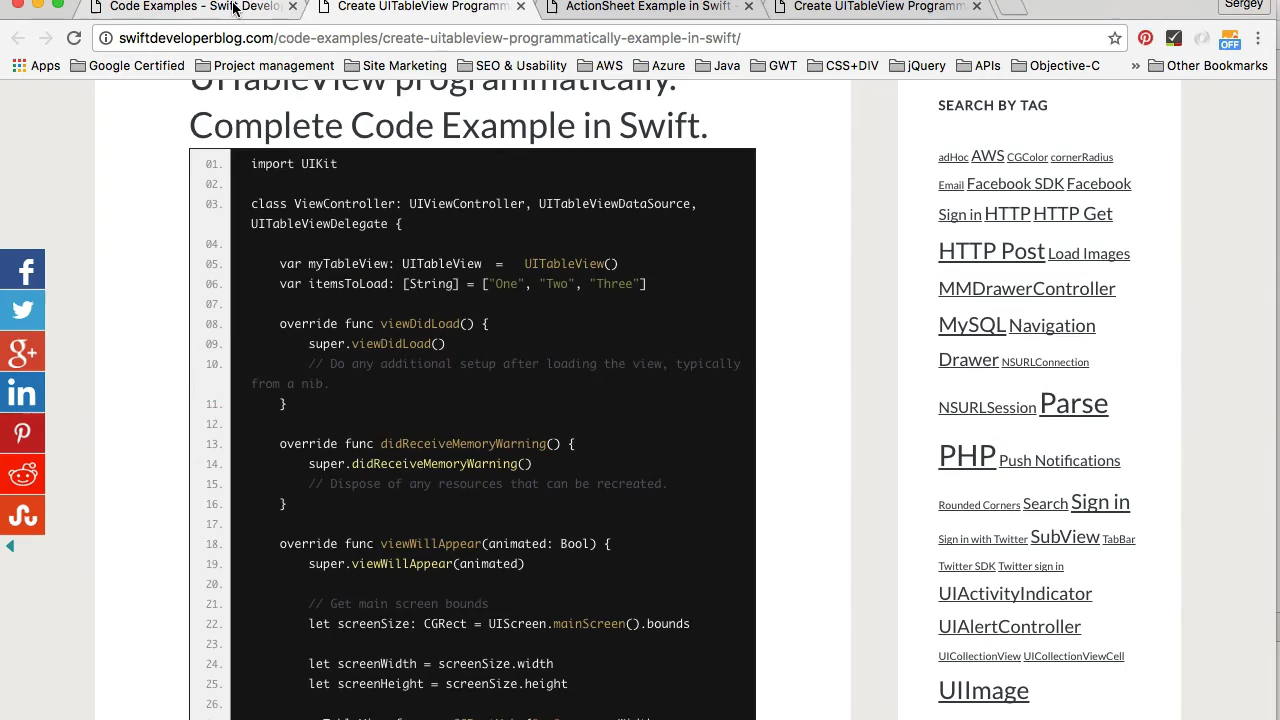 Code Examples - Swift Develo
Create UITableView Programm
ActionSheet Example in Swift -
Create UITableView Programm
Sergey
swiftdeveloperblog.com/code-examples/create-uitableview-programmatically-example-in-swift/
OFF
Apps Google Certified Project management Site Marketing SEO & Usability AWS Azure Java GWT CSS+DIV jQuery APIs Objective-C » Other Bookmarks
UITableView programmatically.
Complete Code Example in Swift.
01. import UIKit
02.
03. class ViewController: UIViewController, UITableViewDataSource,
UITableViewDelegate {
04.
05. var myTableView: UITableView = UITableView()
06. var itemsToLoad: [String] = ["One", "Two", "Three"]
07.
08. override func viewDidLoad() {
09. super.viewDidLoad()
10. // Do any additional setup after loading the view, typically
from a nib.
11. }
12.
13. override func didReceiveMemoryWarning() {
14. super.didReceiveMemoryWarning()
15. // Dispose of any resources that can be recreated.
16. }
17.
18. override func viewWillAppear(animated: Bool) {
19. super.viewWillAppear(animated)
20.
21. // Get main screen bounds
22. let screenSize: CGRect = UIScreen.mainScreen().bounds
23.
24. let screenWidth = screenSize.width
25. let screenHeight = screenSize.height
26.
SEARCH BY TAG
adHoc AWS CGColor cornerRadius
Email Facebook SDK Facebook
Sign in HTTP HTTP Get
HTTP Post Load Images
MMDrawerController
MySQL Navigation
Drawer NSURLConnection
NSURLSession Parse
PHP Push Notifications
Rounded Corners Search Sign in
Sign in with Twitter SubView TabBar
Twitter SDK Twitter sign in
UIActivityIndicator
UIAlertController
UICollectionView UICollectionViewCell
UIImage